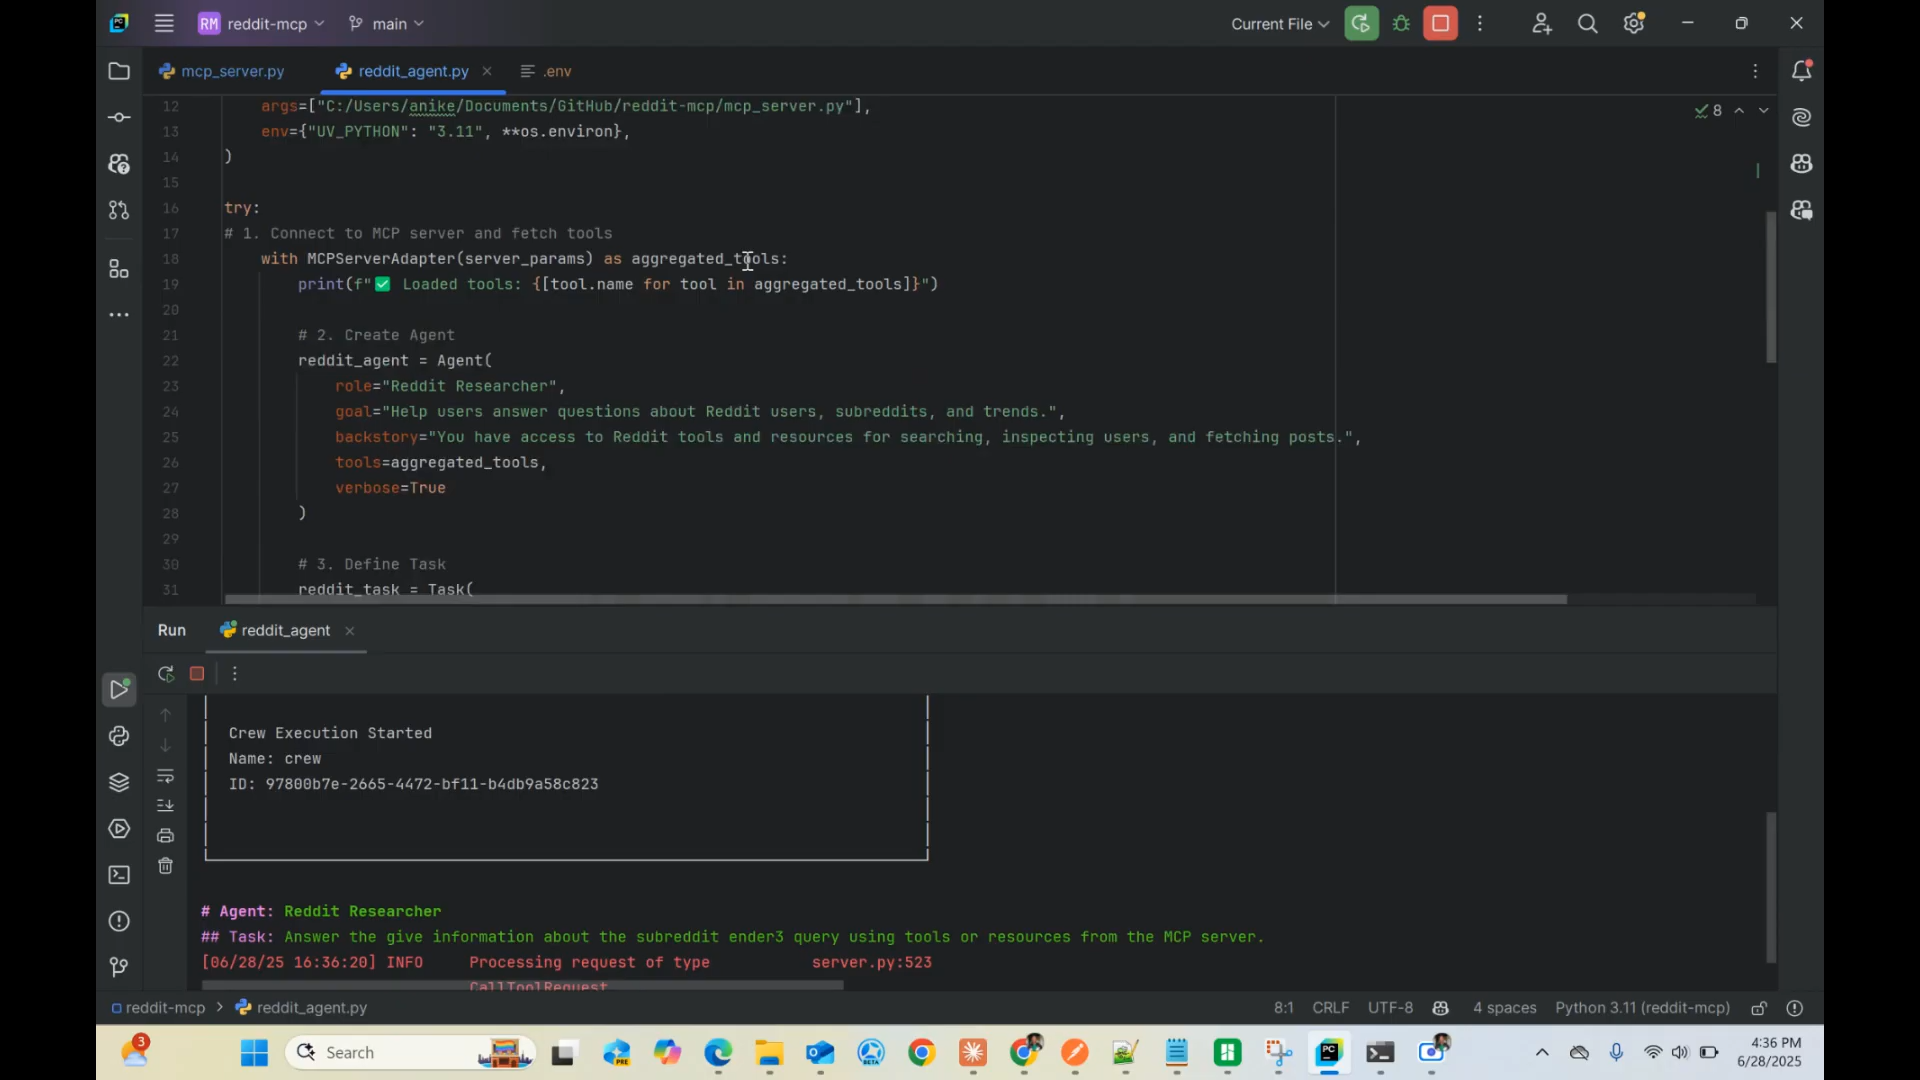 RM reddit-mcp main Current File
mcp_server.py reddit_agent.py .env
8
12 args=["C:/Users/anike/Documents/GitHub/reddit-mcp/mcp_server.py"],
13 env={"UV_PYTHON": "3.11", **os.environ},
14 )
15
16 try:
17 # 1. Connect to MCP server and fetch tools
18 with MCPServerAdapter(server_params) as aggregated_tools:
19 print(f"✅ Loaded tools: {[tool.name for tool in aggregated_tools]}")
20
21 # 2. Create Agent
22 reddit_agent = Agent(
23 role="Reddit Researcher",
24 goal="Help users answer questions about Reddit users, subreddits, and trends.",
25 backstory="You have access to Reddit tools and resources for searching, inspecting users, and fetching posts.",
26 tools=aggregated_tools,
27 verbose=True
28 )
29
30 # 3. Define Task
31 reddit_task = Task(
Run reddit_agent
Crew Execution Started
Name: crew
ID: 97800b7e-2665-4472-bf11-b4db9a58c823
# Agent: Reddit Researcher
## Task: Answer the give information about the subreddit ender3 query using tools or resources from the MCP server.
[06/28/25 16:36:20] INFO Processing request of type server.py:523
CallToolRequest
reddit-mcp > reddit_agent.py 8:1 CRLF UTF-8 4 spaces Python 3.11 (reddit-mcp)
3 Search PRE BETA PC 4:36 PM
6/28/2025